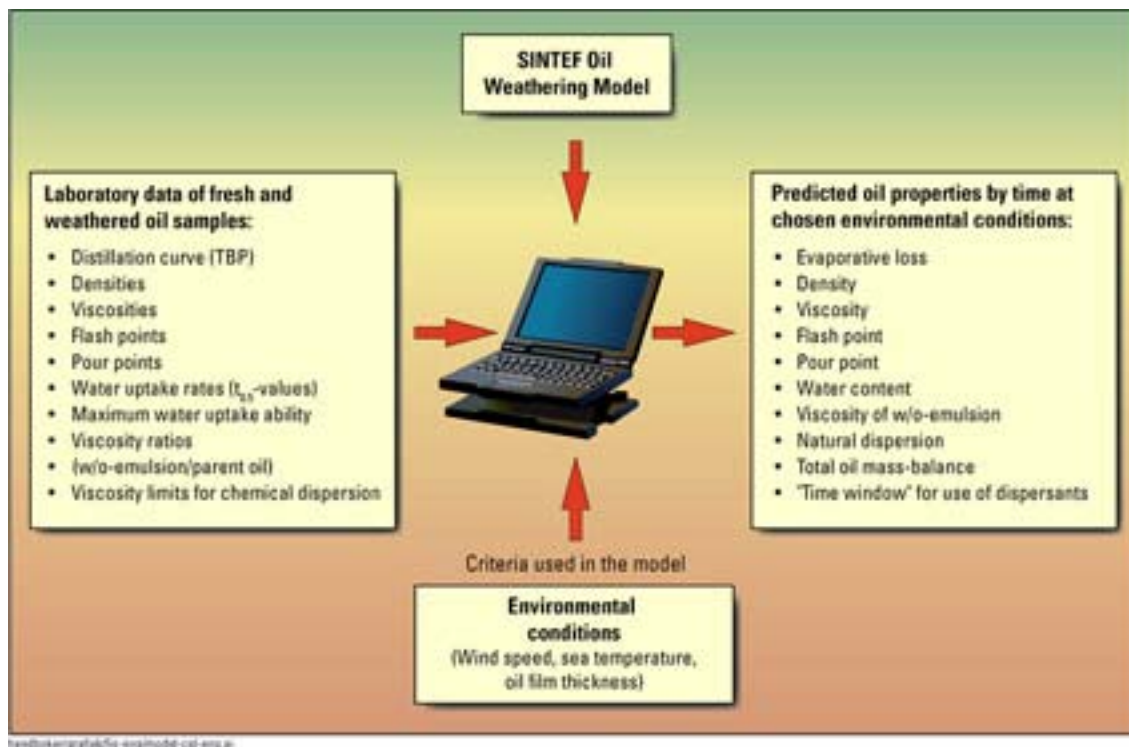 SINTEF Oil
Weathering Model
Laboratory data of fresh and
weathered oil samples:
• Distillation curve (TBP)
• Densities
• Viscosities
• Flash points
• Pour points
• Water uptake rates (t0.5-values)
• Maximum water uptake ability
• Viscosity ratios
• (w/o-emulsion/parent oil)
• Viscosity limits for chemical dispersion
Predicted oil properties by time at
chosen environmental conditions:
• Evaporative loss
• Density
• Viscosity
• Flash point
• Pour point
• Water content
• Viscosity of w/o-emulsion
• Natural dispersion
• Total oil mass-balance
• "Time window" for use of dispersants
Criteria used in the model
Environmental
conditions
(Wind speed, sea temperature,
oil film thickness)